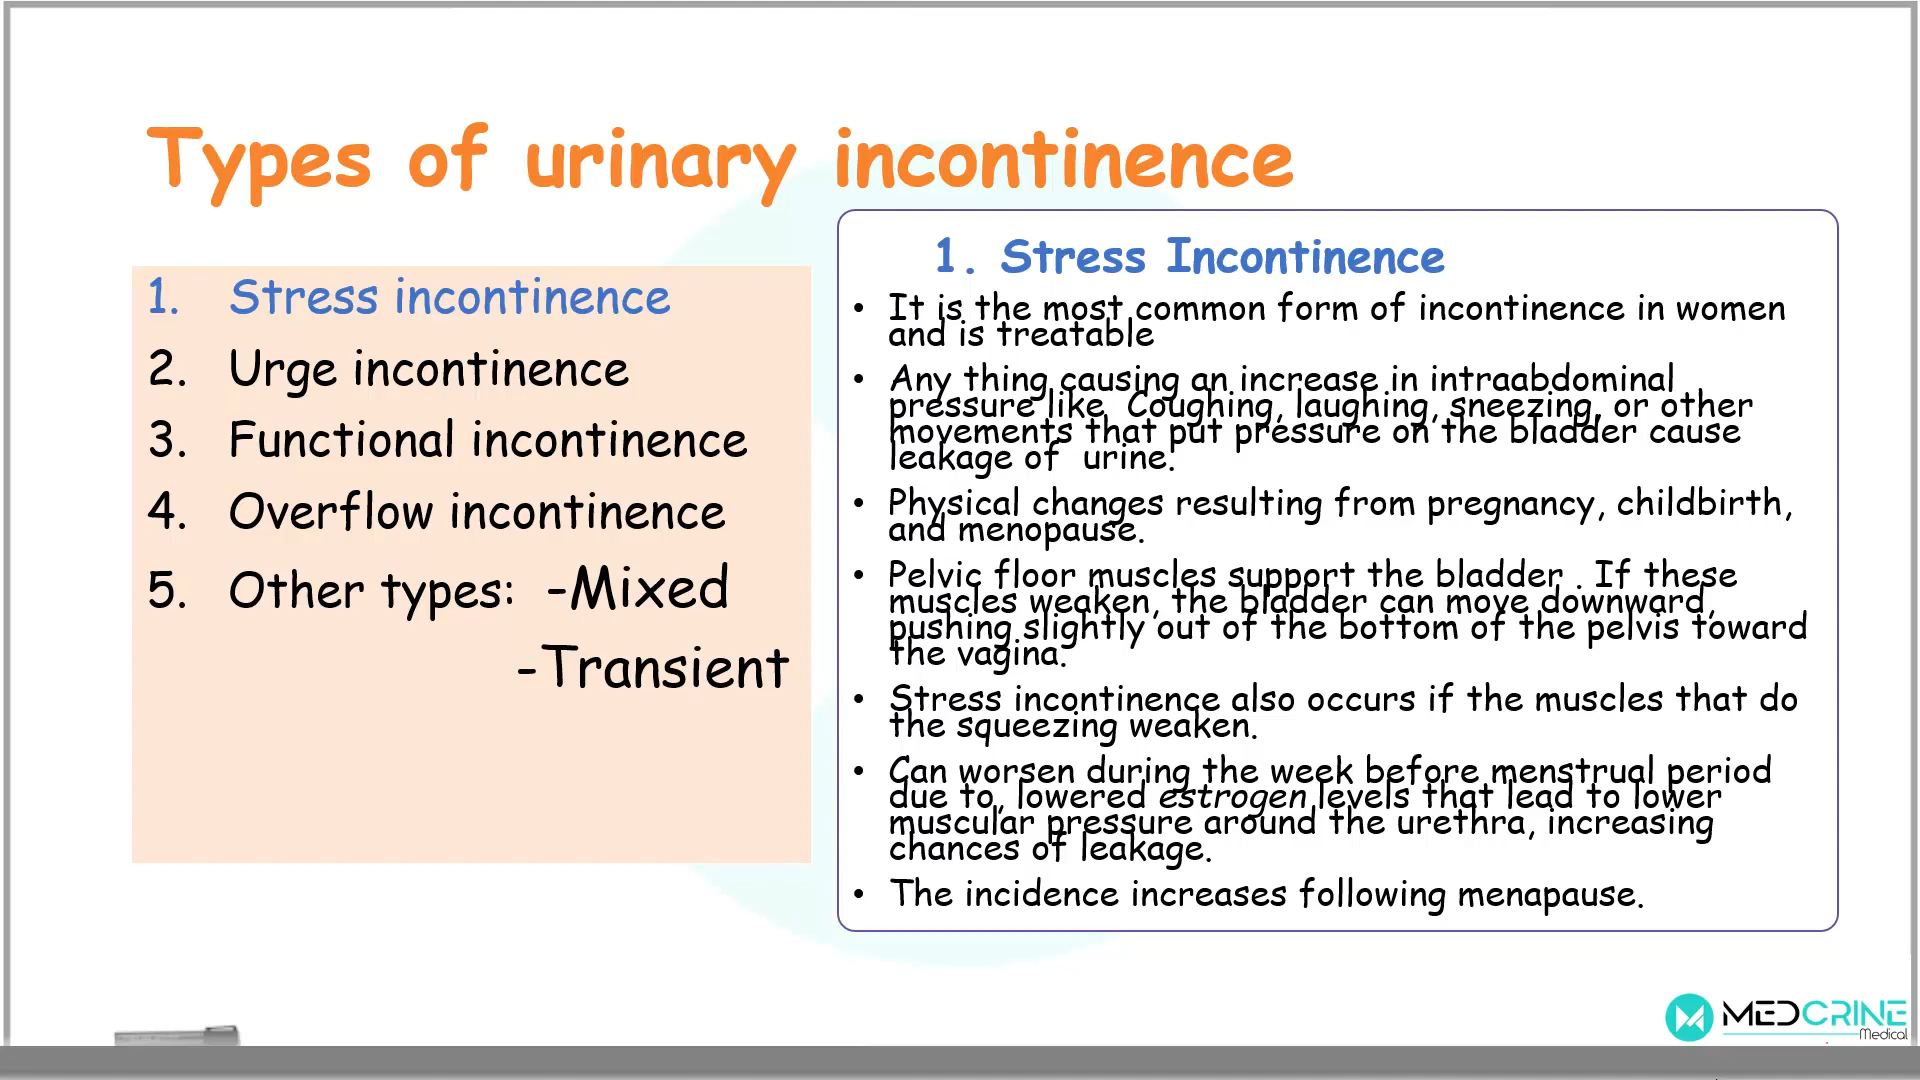 Types of urinary incontinence
1. Stress incontinence
2. Urge incontinence
3. Functional incontinence
4. Overflow incontinence
5. Other types: -Mixed
-Transient
1. Stress Incontinence
• It is the most common form of incontinence in women
and is treatable
• Any thing causing an increase in intraabdominal
pressure like Coughing, laughing, sneezing, or other
movements that put pressure on the bladder cause
leakage of urine.
• Physical changes resulting from pregnancy, childbirth,
and menopause.
• Pelvic floor muscles support the bladder . If these
muscles weaken, the bladder can move downward,
pushing slightly out of the bottom of the pelvis toward
the vagina.
• Stress incontinence also occurs if the muscles that do
the squeezing weaken.
• Can worsen during the week before menstrual period
due to, lowered estrogen levels that lead to lower
muscular pressure around the urethra, increasing
chances of leakage.
• The incidence increases following menapause.
MEDCRINE
Medical